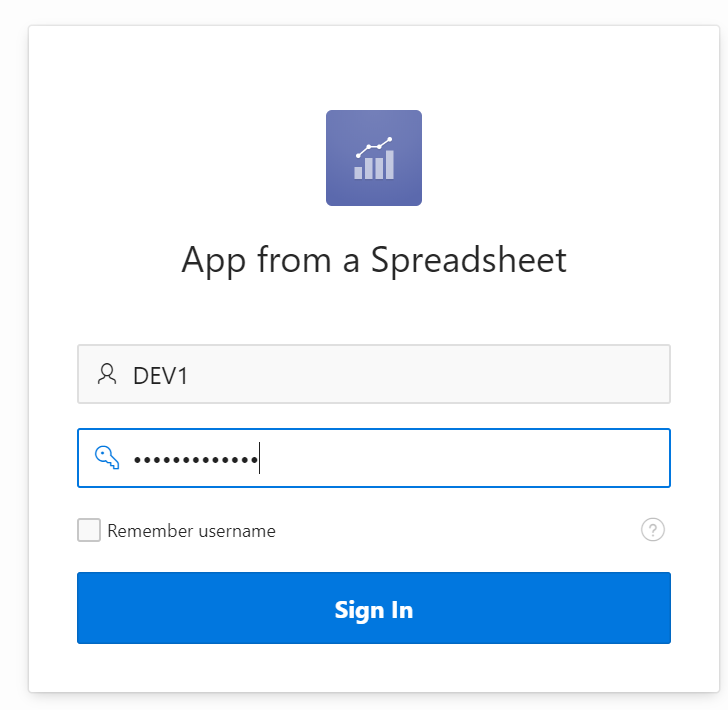 App from a Spreadsheet
DEV1
•••••••••••••
Remember username
?
Sign In